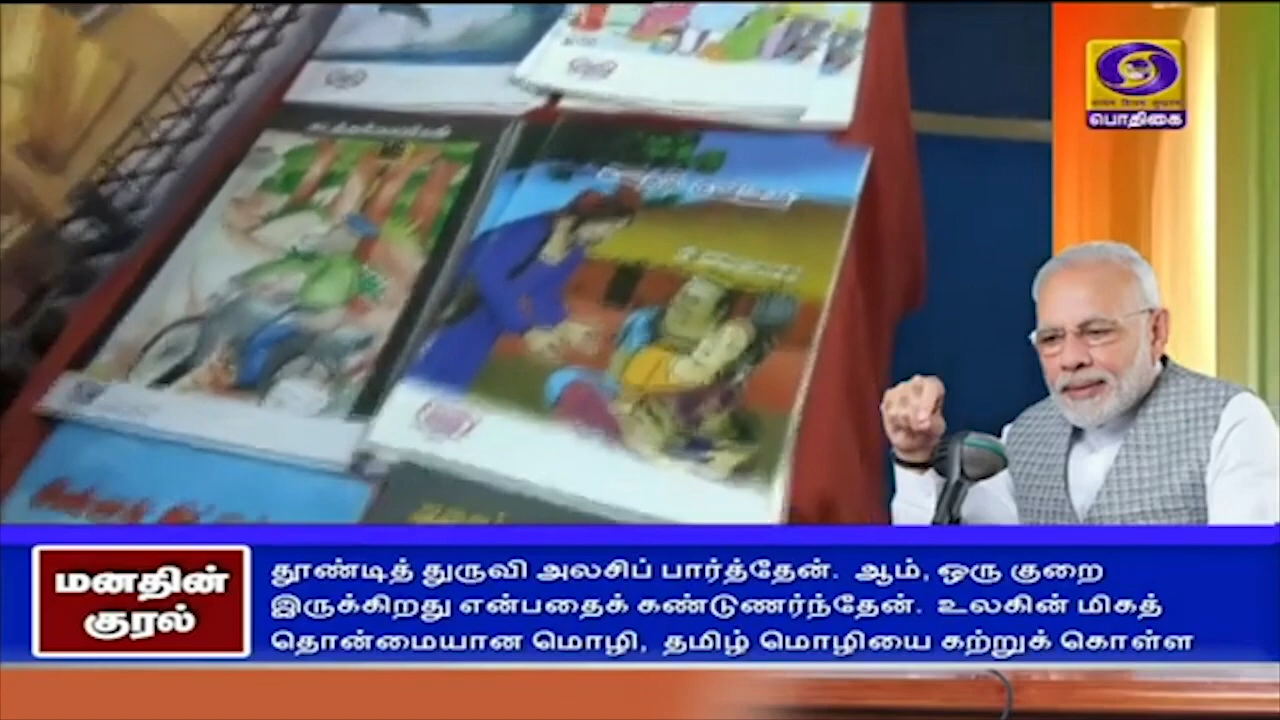 பொதிகை
மனதின்
குரல்
தூண்டித் துருவி அலசிப் பார்த்தேன். ஆம், ஒரு குறை
இருக்கிறது என்பதைக் கண்டுணர்ந்தேன். உலகின் மிகத்
தொன்மையான மொழி, தமிழ் மொழியை கற்றுக் கொள்ள